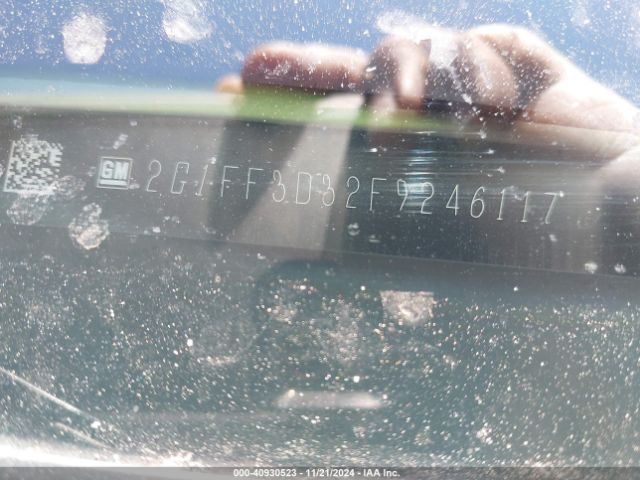 GM 2G1FF3D32F9246117
000-40930523 - 11/21/2024 - IAA Inc.